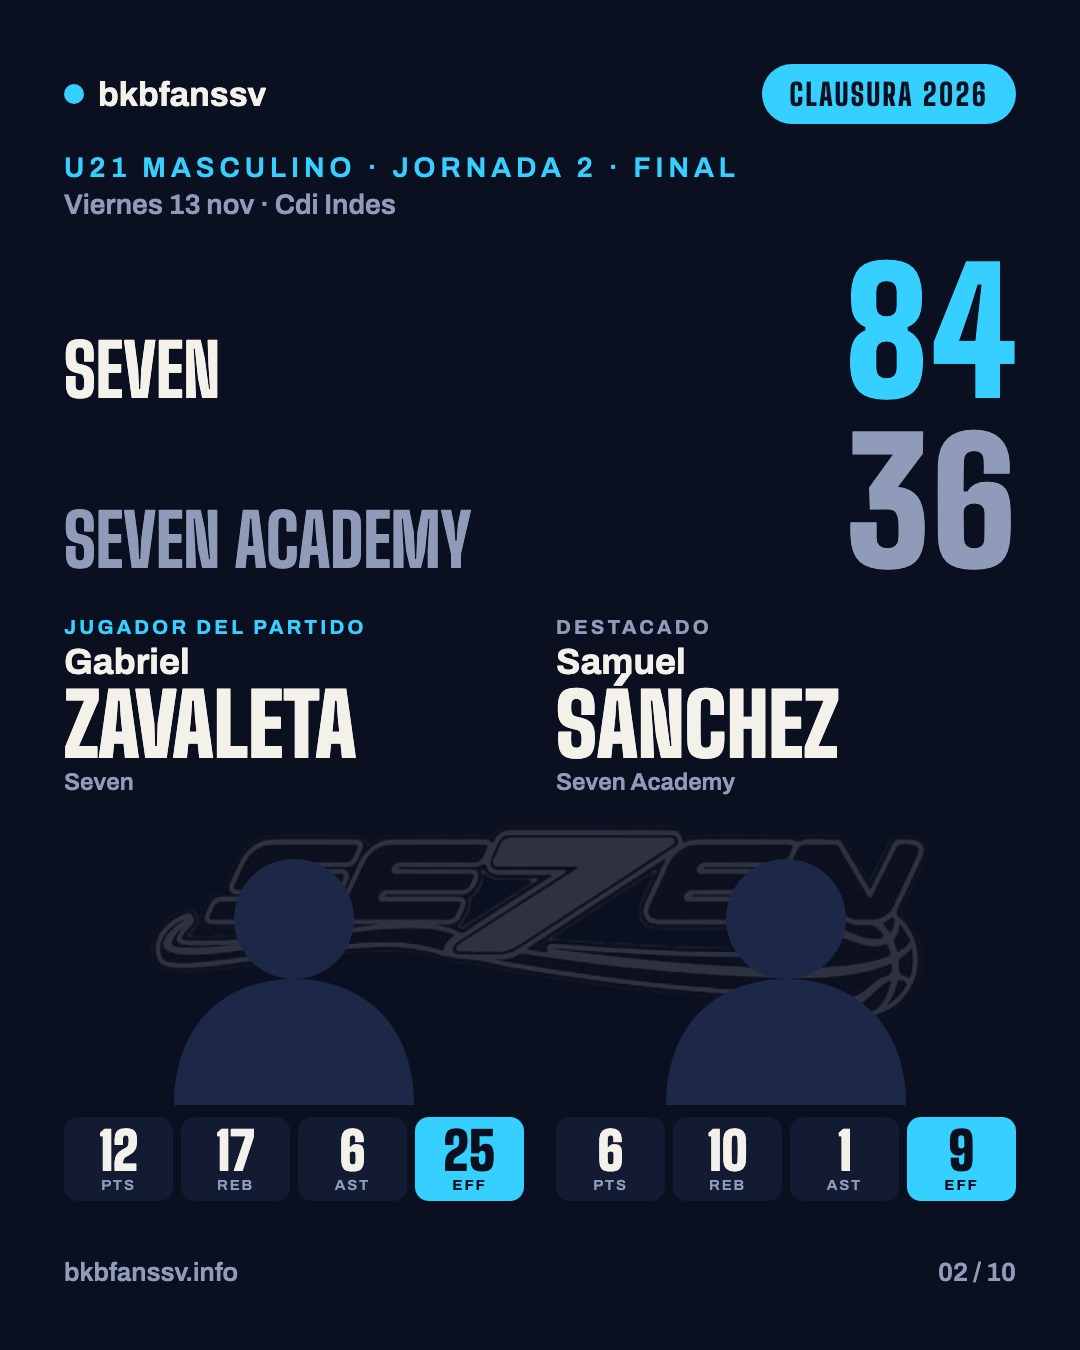 bkbfanssv
CLAUSURA 2026
U21 MASCULINO · JORNADA 2 · FINAL
Viernes 13 nov · Cdi Indes
SEVEN
84
SEVEN ACADEMY
36
JUGADOR DEL PARTIDO
Gabriel
ZAVALETA
Seven
DESTACADO
Samuel
SÁNCHEZ
Seven Academy
SE7EN
12 17 6 25
PTS REB AST EFF
6 10 1 9
PTS REB AST EFF
bkbfanssv.info
02 / 10